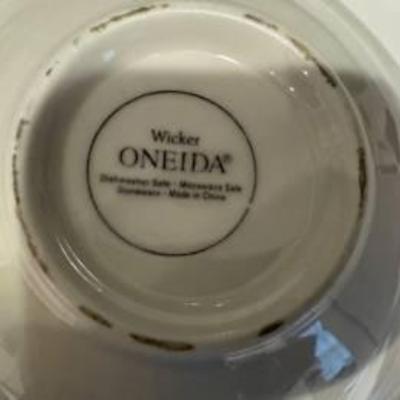 Wicker
ONEIDA®
Dishwasher Safe - Microwave Safe
Stoneware - Made in China